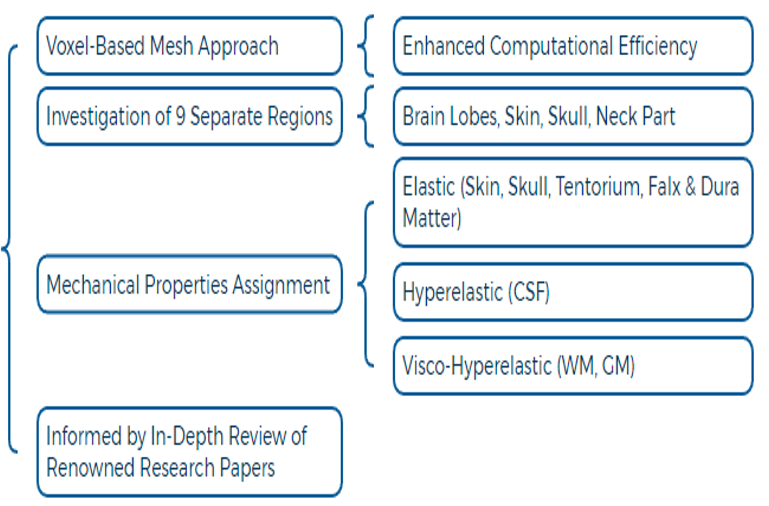 Voxel-Based Mesh Approach
Enhanced Computational Efficiency
Investigation of 9 Separate Regions
Brain Lobes, Skin, Skull, Neck Part
Mechanical Properties Assignment
Elastic (Skin, Skull, Tentorium, Falx & Dura
Matter)
Hyperelastic (CSF)
Visco-Hyperelastic (WM, GM)
Informed by In-Depth Review of
Renowned Research Papers